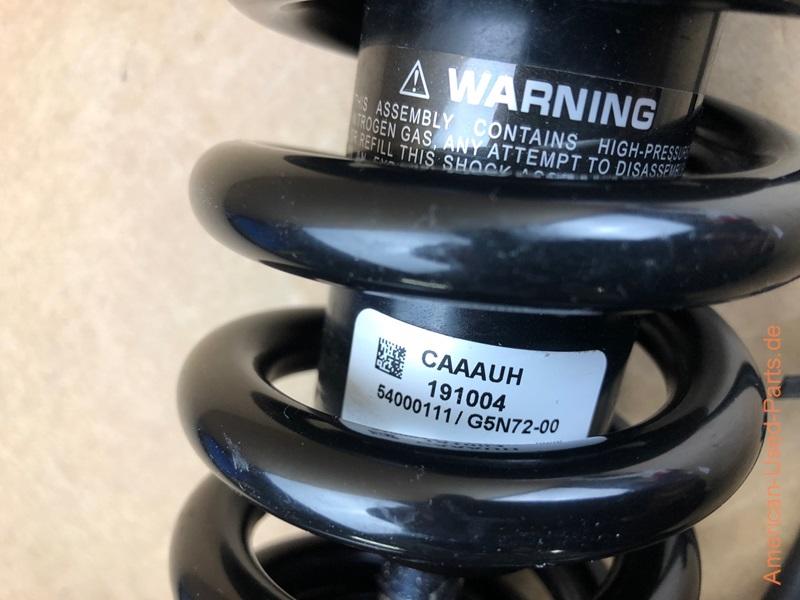 WARNING
THIS ASSEMBLY CONTAINS HIGH-PRESSURE
NITROGEN GAS, ANY ATTEMPT TO DISASSEMBLE
REFILL THIS SHOCK
CAAAUH
191004
54000111 / G5N72-00
American-Used-Parts.de